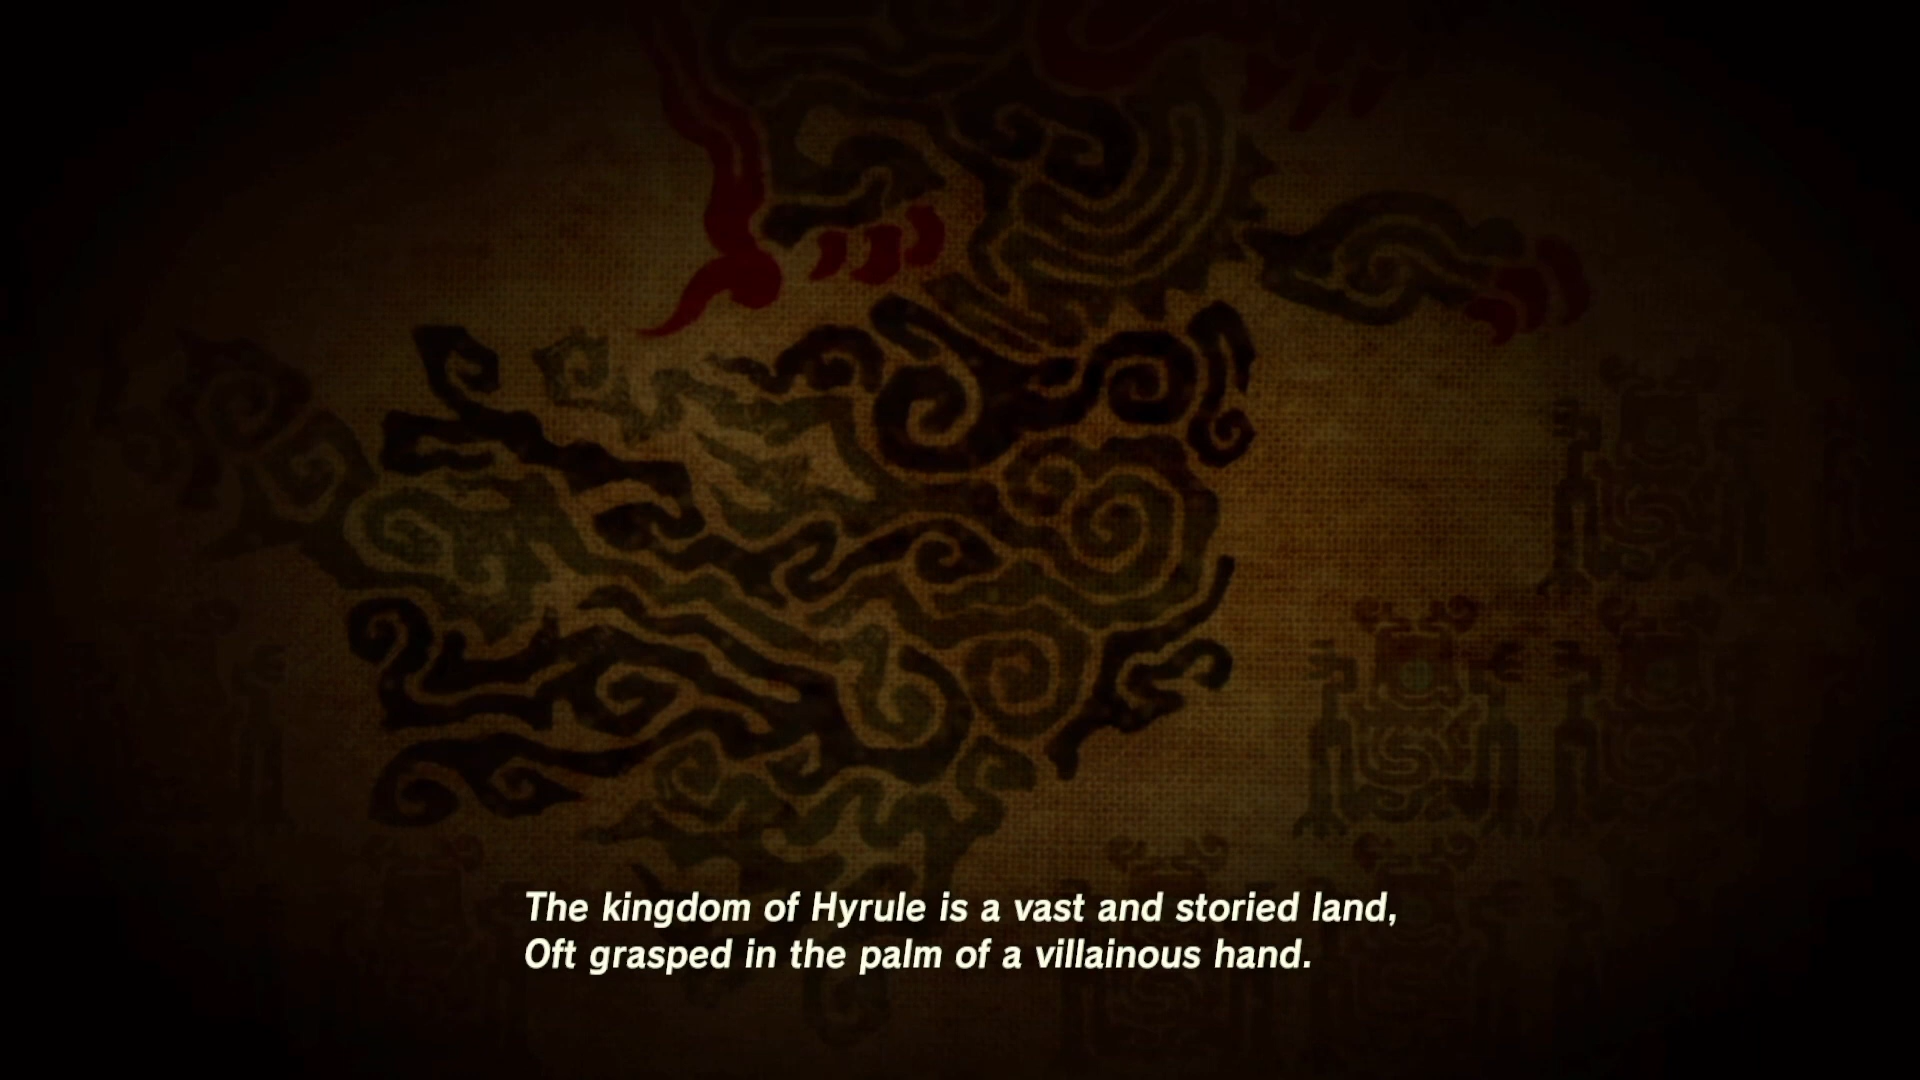 The kingdom of Hyrule is a vast and storied land,
Oft grasped in the palm of a villainous hand.